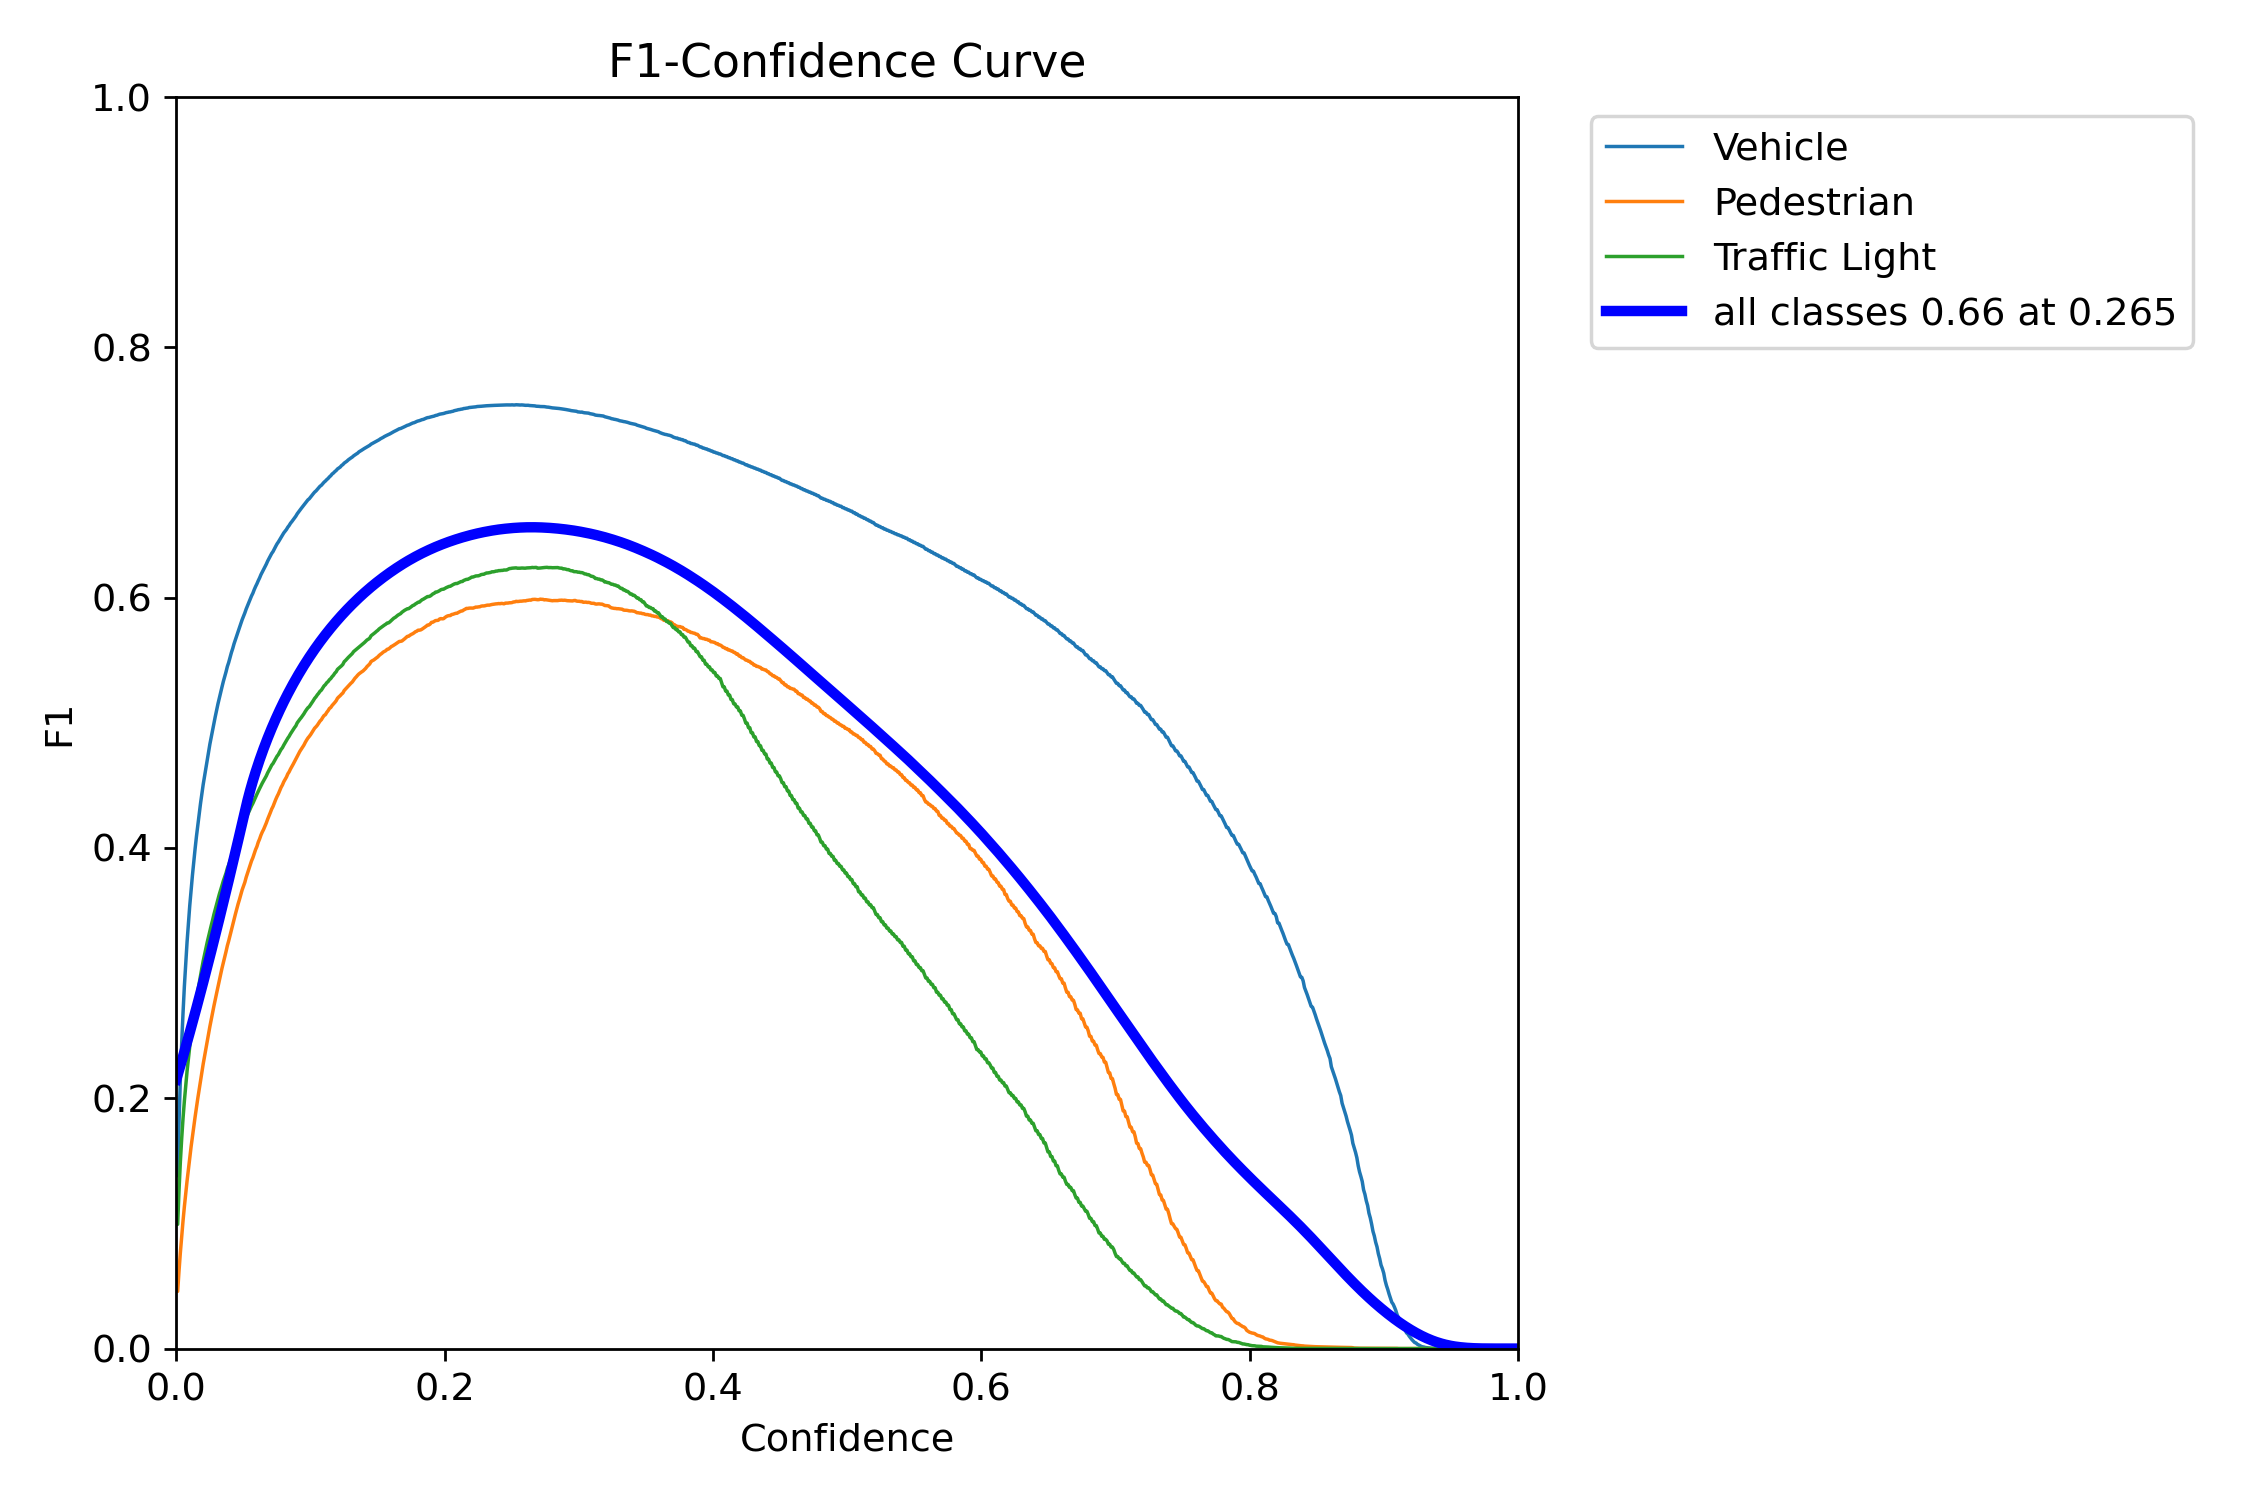 F1-Confidence Curve
1.0
0.8
0.6
0.4
0.2
0.0
F1
0.0 0.2 0.4 0.6 0.8 1.0
Confidence
Vehicle
Pedestrian
Traffic Light
all classes 0.66 at 0.265